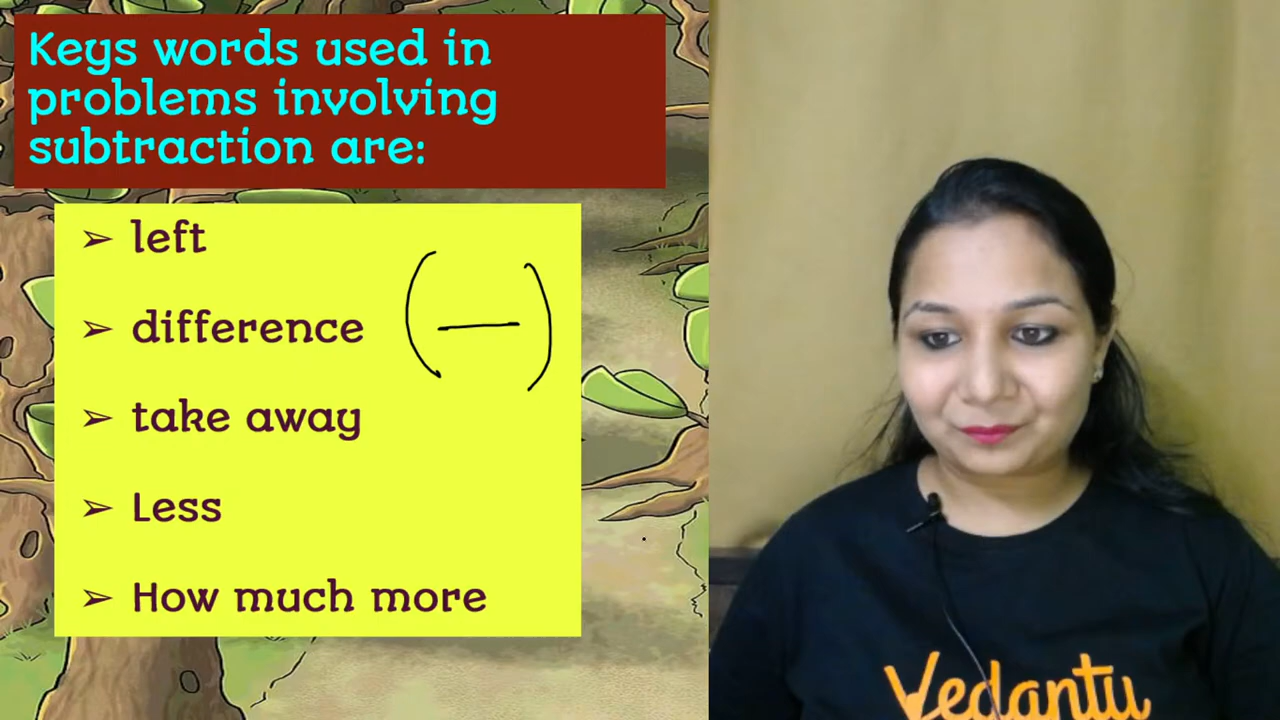 Keys words used in
problems involving
subtraction are:
➢ left
➢ difference
(—)
➢ take away
➢ Less
➢ How much more
Vedantu